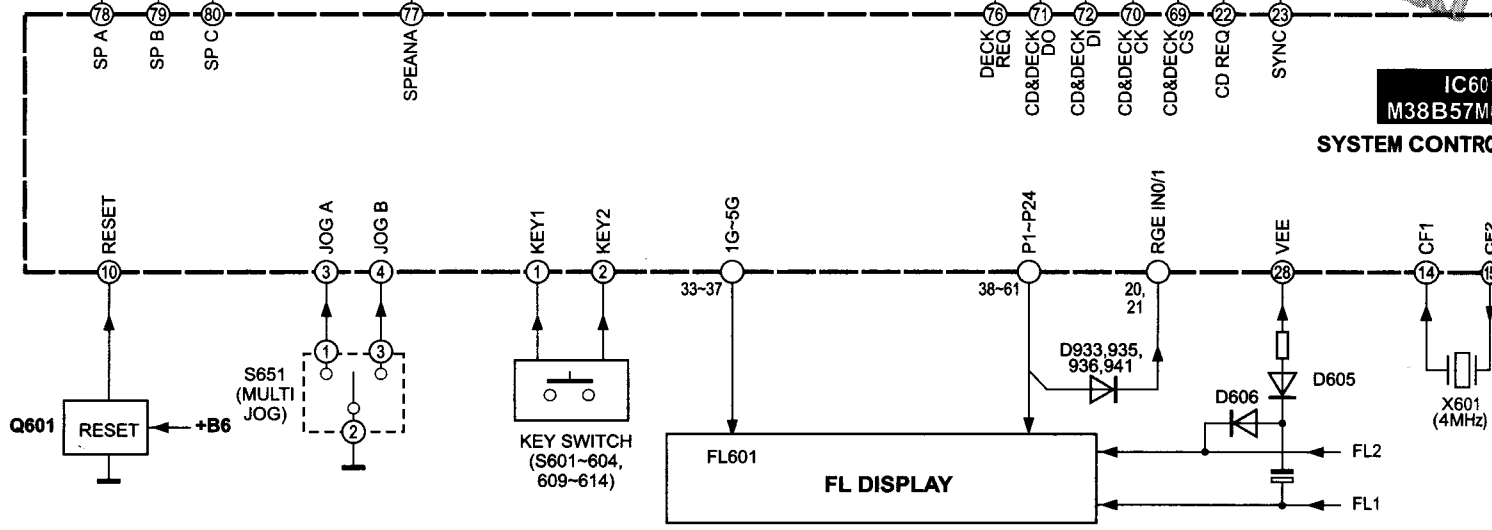 78
79
80
77
76
71
72
70
69
22
23
SP A
SP B
SP C
SPEANA
DECK
REQ
CD&DECK
DO
CD&DECK
DI
CD&DECK
CK
CD&DECK
CS
CD REQ
SYNC
IC601
M38B57M
SYSTEM CONTRO
RESET
JOG A
JOG B
KEY1
KEY2
1G~5G
P1~P24
RGE IN0/1
VEE
CF1
CF2
10
3
4
1
2
33~37
38~61
20,
21
28
14
15
S651
(MULTI
JOG)
1
3
2
Q601
RESET
+B6
KEY SWITCH
(S601~604,
609~614)
D933,935,
936,941
D605
D606
X601
(4MHz)
FL601
FL DISPLAY
FL2
FL1